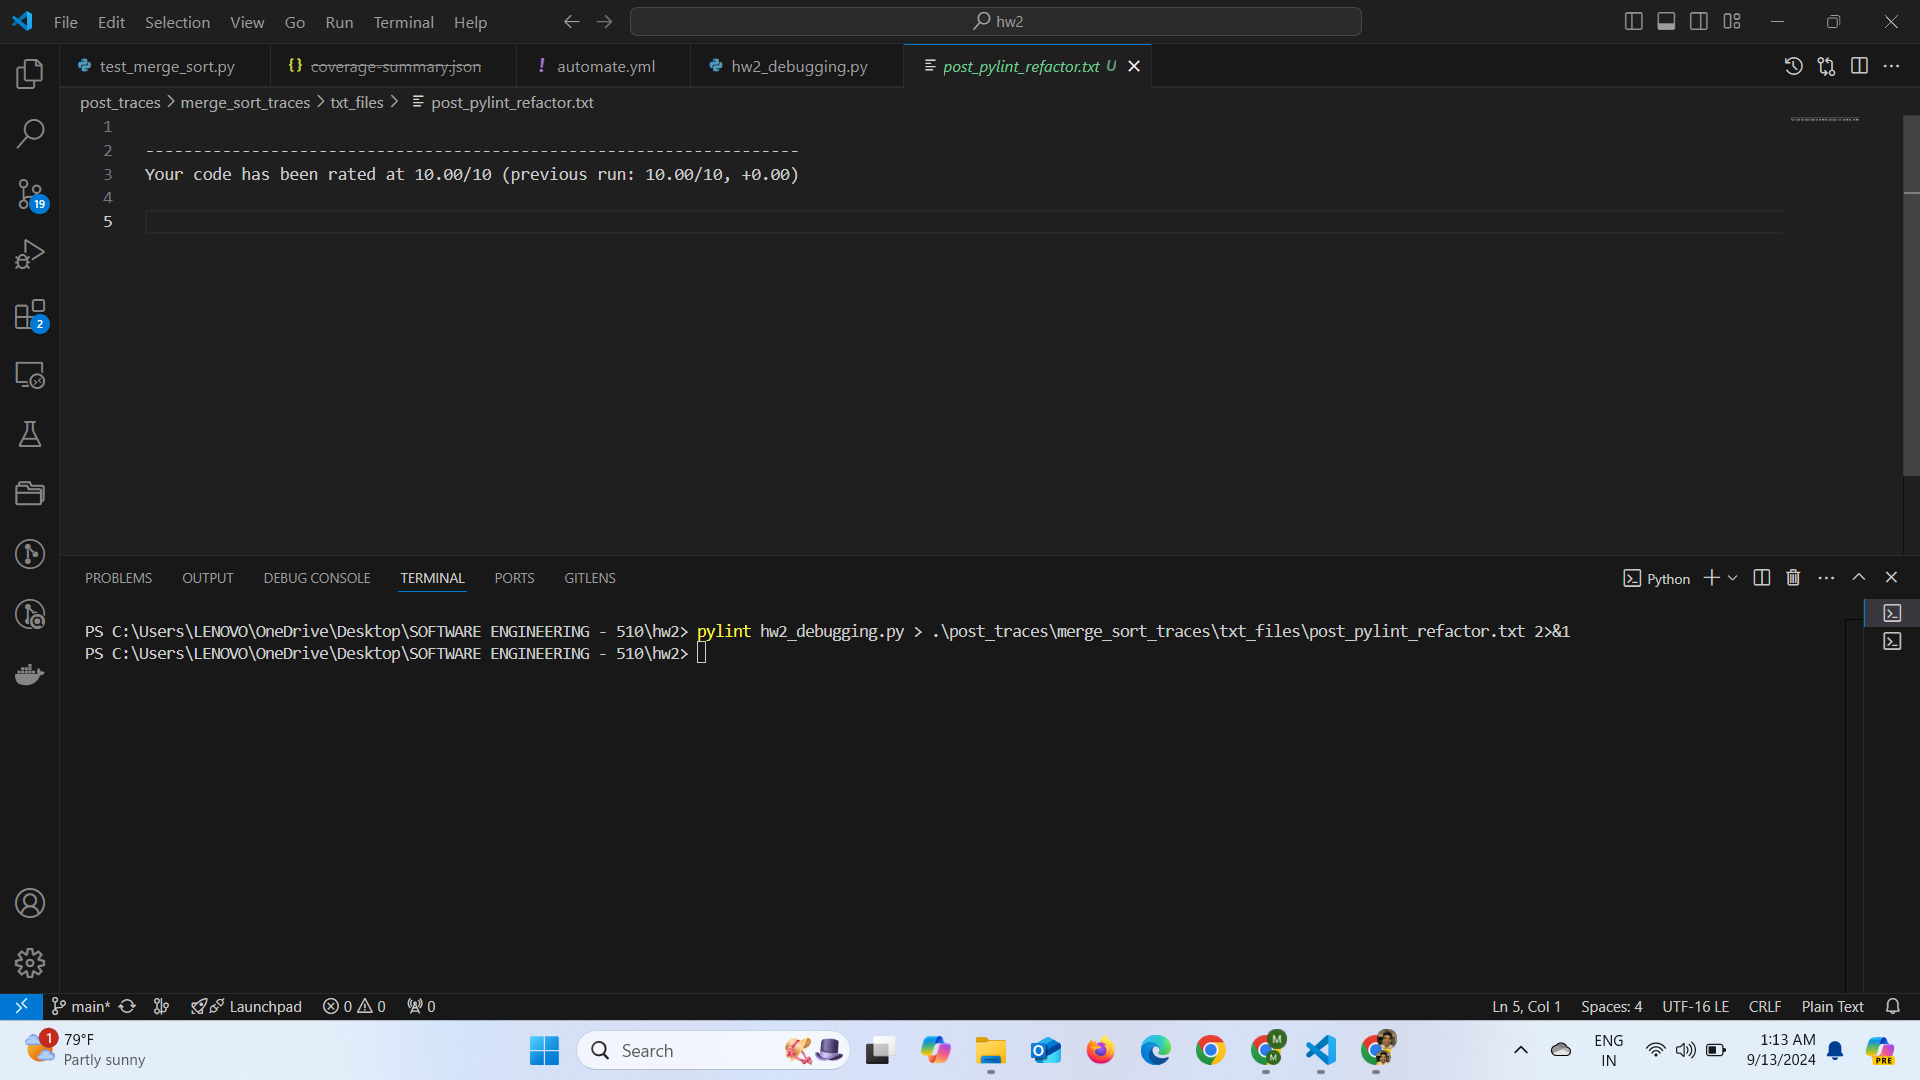 File Edit Selection View Go Run Terminal Help
hw2
test_merge_sort.py
{} coverage-summary.json
! automate.yml
hw2_debugging.py
post_pylint_refactor.txt U
post_traces > merge_sort_traces > txt_files > post_pylint_refactor.txt
1
2 --------------------------------------------------------------------
3 Your code has been rated at 10.00/10 (previous run: 10.00/10, +0.00)
4
5
19
2
PROBLEMS OUTPUT DEBUG CONSOLE TERMINAL PORTS GITLENS
Python
PS C:\Users\LENOVO\OneDrive\Desktop\SOFTWARE ENGINEERING - 510\hw2> pylint hw2_debugging.py > .\post_traces\merge_sort_traces\txt_files\post_pylint_refactor.txt 2>&1
PS C:\Users\LENOVO\OneDrive\Desktop\SOFTWARE ENGINEERING - 510\hw2>
main* Launchpad 0 0 0
Ln 5, Col 1 Spaces: 4 UTF-16 LE CRLF Plain Text
1
79°F
Partly sunny
Search
M
M
ENG
IN
1:13 AM
9/13/2024
PRE